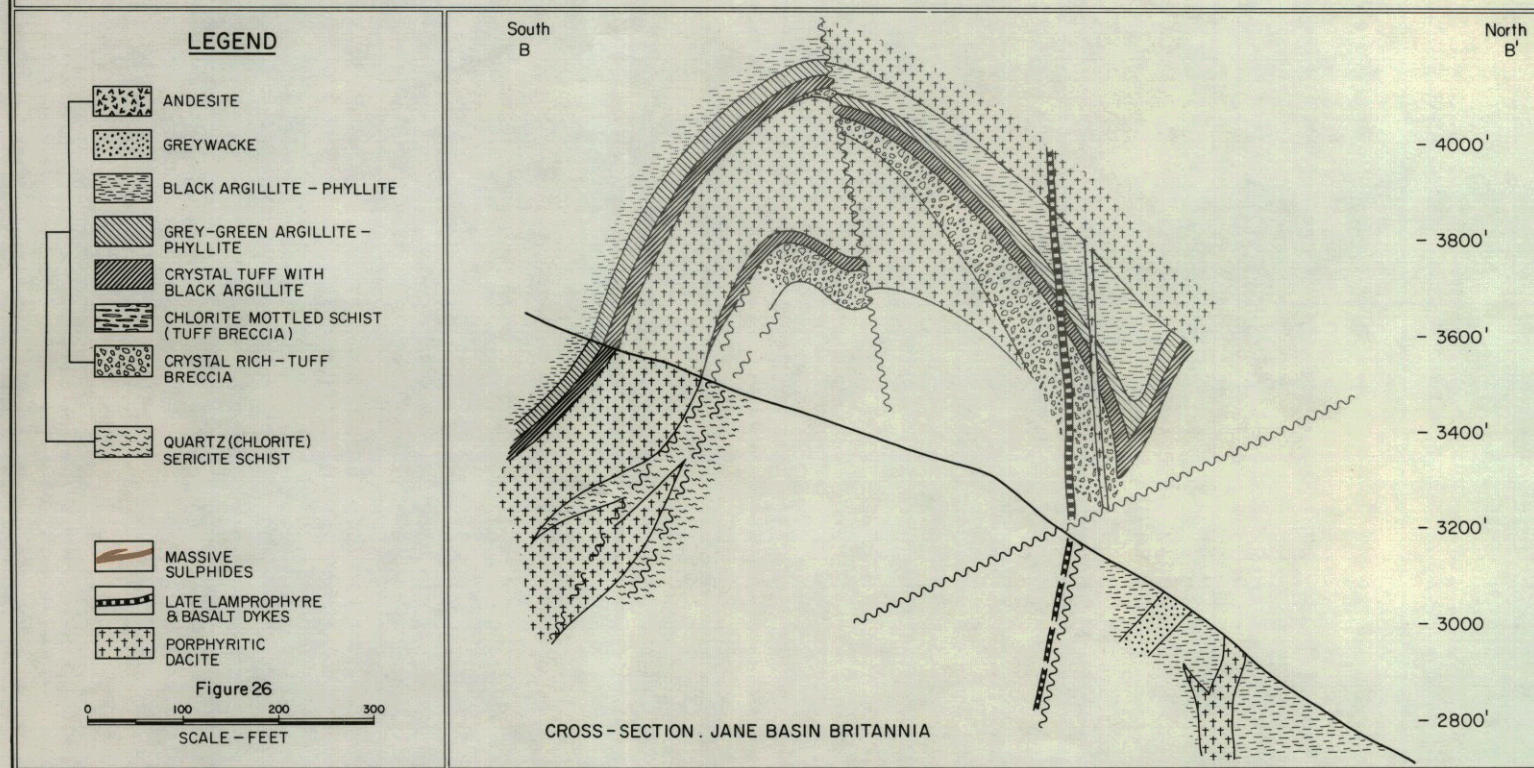 LEGEND
ANDESITE
GREYWACKE
BLACK ARGILLITE - PHYLLITE
GREY-GREEN ARGILLITE -
PHYLLITE
CRYSTAL TUFF WITH
BLACK ARGILLITE
CHLORITE MOTTLED SCHIST
(TUFF BRECCIA)
CRYSTAL RICH - TUFF
BRECCIA
QUARTZ (CHLORITE)
SERICITE SCHIST
MASSIVE
SULPHIDES
LATE LAMPROPHYRE
& BASALT DYKES
PORPHYRITIC
DACITE
Figure 26
0 100 200 300
SCALE - FEET
South
B
North
B'
- 4000'
- 3800'
- 3600'
- 3400'
- 3200'
- 3000
- 2800'
CROSS - SECTION . JANE BASIN BRITANNIA